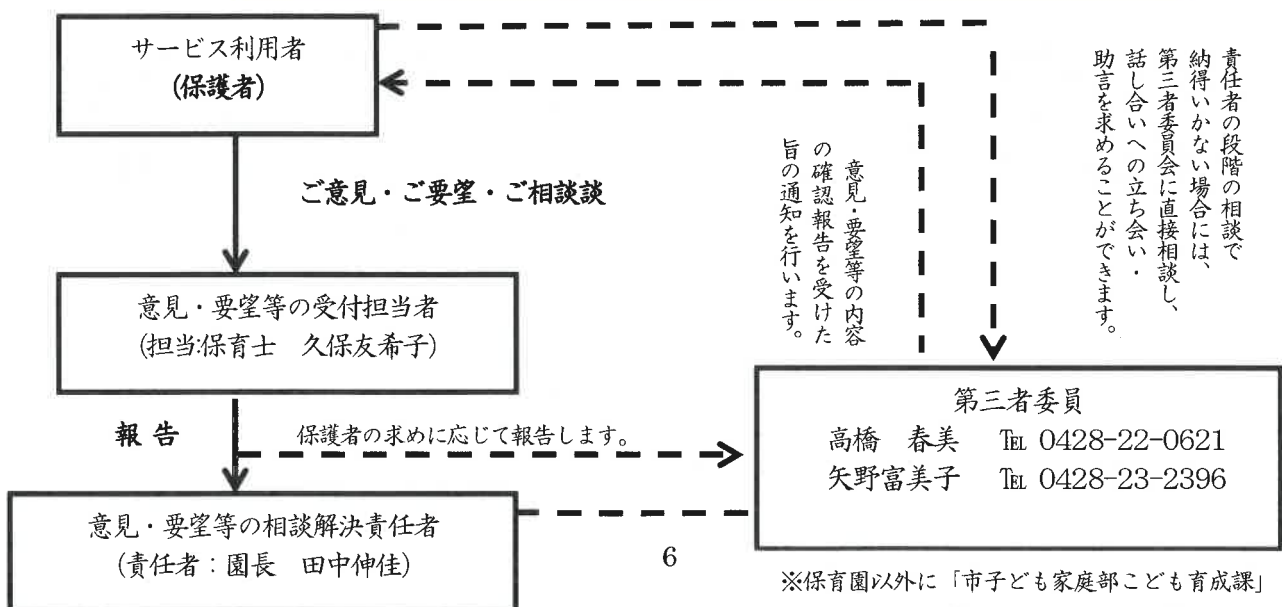 サービス利用者
(保護者)
ご意見・ご要望・ご相談談
意見・要望等の受付担当者
(担当:保育士　久保友希子)
報 告
保護者の求めに応じて報告します。
意見・要望等の相談解決責任者
(責任者：園長　田中伸佳)
責任者の段階の相談で
納得いかない場合には、
第三者委員会に直接相談し、
話し合いへの立ち会い・
助言を求めることができます。
意見・要望等の内容
の確認報告を受けた
旨の通知を行います。
第三者委員
高橋　春美　℡ 0428-22-0621
矢野富美子　℡ 0428-23-2396
6
※保育園以外に「市子ども家庭部こども育成課」